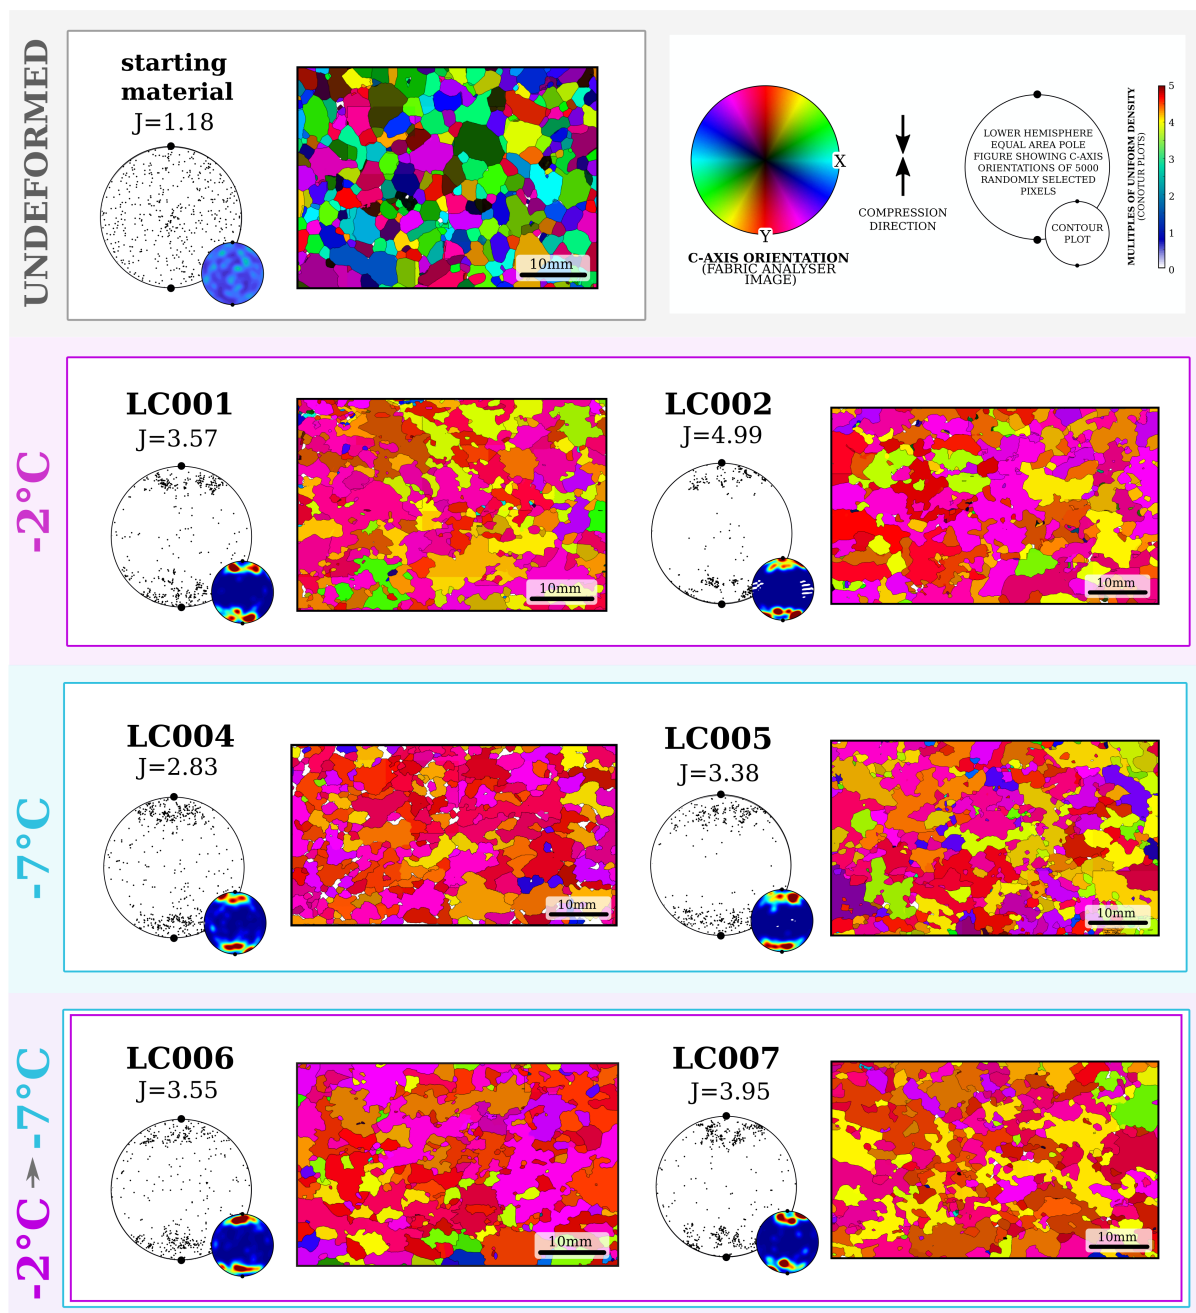 UNDEFORMED
starting
material
J=1.18
10mm
X
Y
C-AXIS ORIENTATION
(FABRIC ANALYSER
IMAGE)
COMPRESSION
DIRECTION
LOWER HEMISPHERE
EQUAL AREA POLE
FIGURE SHOWING C-AXIS
ORIENTATIONS OF 5000
RANDOMLY SELECTED
PIXELS
CONTOUR
PLOT
MULITPLES OF UNIFORM DENSITY
(CONOTUR PLOTS)
5
4
3
2
1
0
-2°C
LC001
J=3.57
10mm
LC002
J=4.99
10mm
-7°C
LC004
J=2.83
10mm
LC005
J=3.38
10mm
-2°C -7°C
LC006
J=3.55
10mm
LC007
J=3.95
10mm